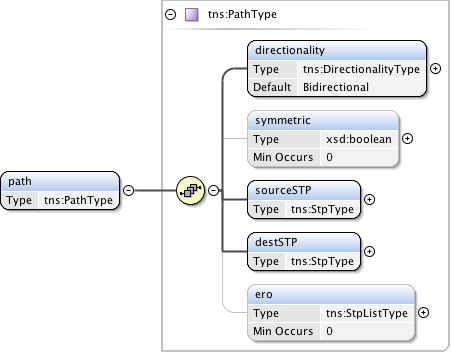 tns:PathType
directionality
Type tns:DirectionalityType
Default Bidirectional
symmetric
Type xsd:boolean
Min Occurs 0
path
Type tns:PathType
sourceSTP
Type tns:StpType
destSTP
Type tns:StpType
ero
Type tns:StpListType
Min Occurs 0